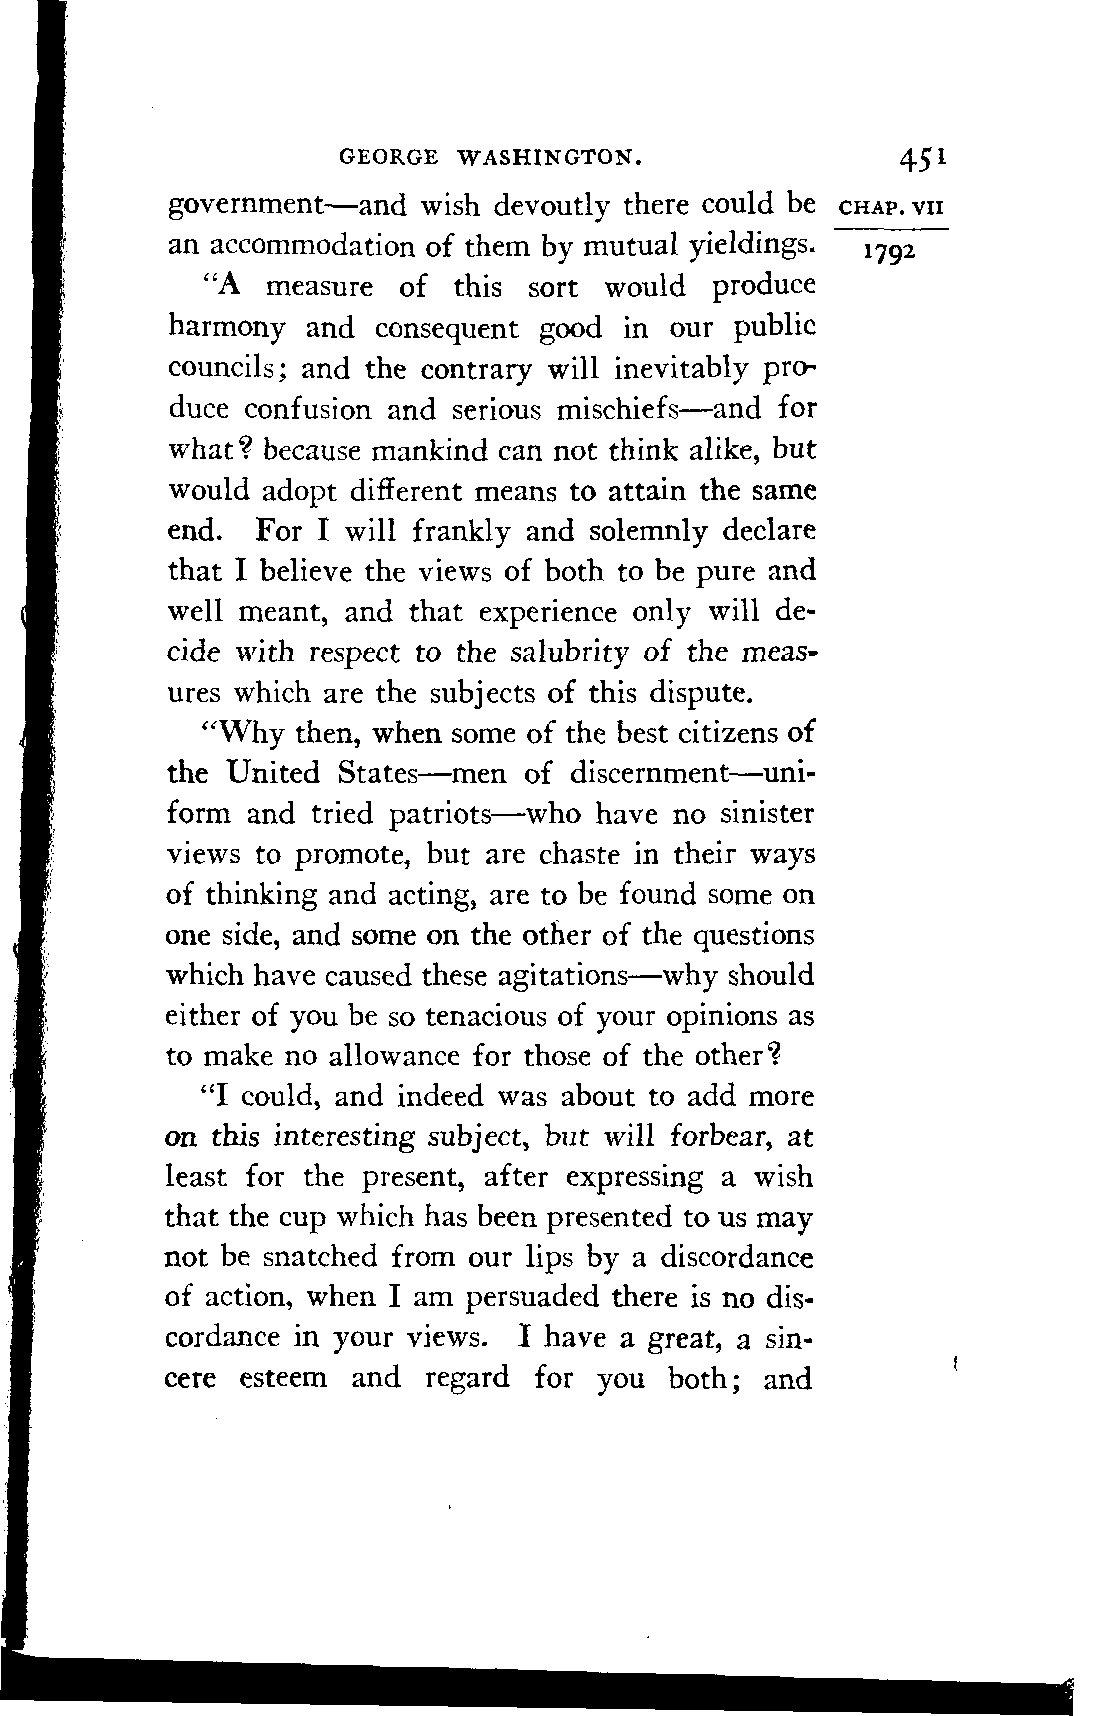 GEORGE WASHINGTON. 451
government—and wish devoutly there could be CHAP. VII
an accommodation of them by mutual yieldings. 1792
"A measure of this sort would produce
harmony and consequent good in our public
councils; and the contrary will inevitably pro-
duce confusion and serious mischiefs—and for
what? because mankind can not think alike, but
would adopt different means to attain the same
end. For I will frankly and solemnly declare
that I believe the views of both to be pure and
well meant, and that experience only will de-
cide with respect to the salubrity of the meas-
ures which are the subjects of this dispute.
"Why then, when some of the best citizens of
the United States—men of discernment—uni-
form and tried patriots—who have no sinister
views to promote, but are chaste in their ways
of thinking and acting, are to be found some on
one side, and some on the other of the questions
which have caused these agitations—why should
either of you be so tenacious of your opinions as
to make no allowance for those of the other?
"I could, and indeed was about to add more
on this interesting subject, but will forbear, at
least for the present, after expressing a wish
that the cup which has been presented to us may
not be snatched from our lips by a discordance
of action, when I am persuaded there is no dis-
cordance in your views. I have a great, a sin-
cere esteem and regard for you both; and